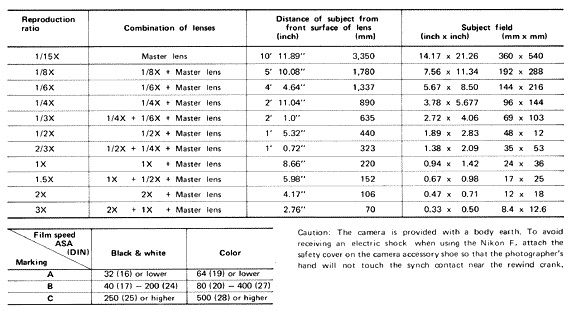 Reproduction ratio Combination of lenses Distance of subject from front surface of lens (inch) (mm) Subject field (inch x inch) (mm x mm)
1/15X Master lens 10' 11.89" 3,350 14.17 x 21.26 360 x 540
1/8X 1/8X + Master lens 5' 10.08" 1,780 7.56 x 11.34 192 x 288
1/6X 1/6X + Master lens 4' 4.64" 1,337 5.67 x 8.50 144 x 216
1/4X 1/4X + Master lens 2' 11.04" 890 3.78 x 5.677 96 x 144
1/3X 1/4X + 1/6X + Master lens 2' 1.0" 635 2.72 x 4.06 69 x 103
1/2X 1/2X + Master lens 1' 5.32" 440 1.89 x 2.83 48 x 12
2/3X 1/2X + 1/4X + Master lens 1' 0.72" 323 1.38 x 2.09 35 x 53
1X 1X + Master lens 8.66" 220 0.94 x 1.42 24 x 36
1.5X 1X + 1/2X + Master lens 5.98" 152 0.67 x 0.98 17 x 25
2X 2X + Master lens 4.17" 106 0.47 x 0.71 12 x 18
3X 2X + 1X + Master lens 2.76" 70 0.33 x 0.50 8.4 x 12.6
Film speed ASA (DIN) Marking Black & white Color
A 32 (16) or lower 64 (19) or lower
B 40 (17) – 200 (24) 80 (20) – 400 (27)
C 250 (25) or higher 500 (28) or higher
Caution: The camera is provided with a body earth. To avoid
receiving an electric shock when using the Nikon F, attach the
safety cover on the camera accessory shoe so that the photographer's
hand will not touch the synch contact near the rewind crank.